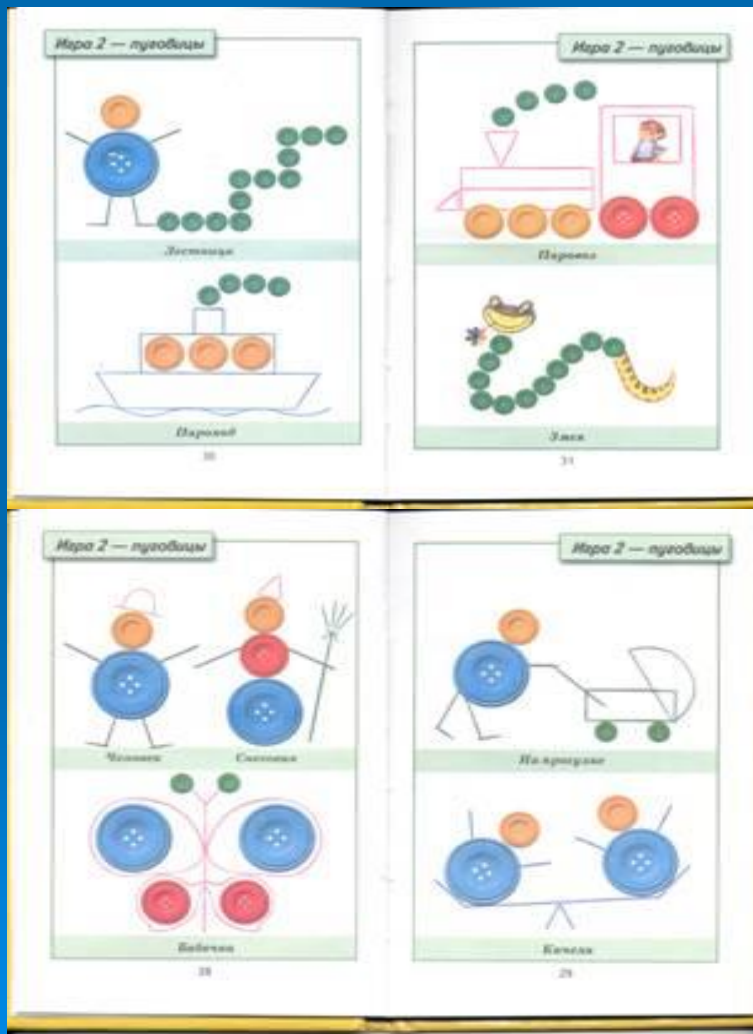 Игра 2 — пуговицы
Игра 2 — пуговицы
Лестница
Паровоз
Пароход
Змея
30
31
Игра 2 — пуговицы
Игра 2 — пуговицы
Человек
Снеговик
На прогулке
Бабочка
Качели
28
29